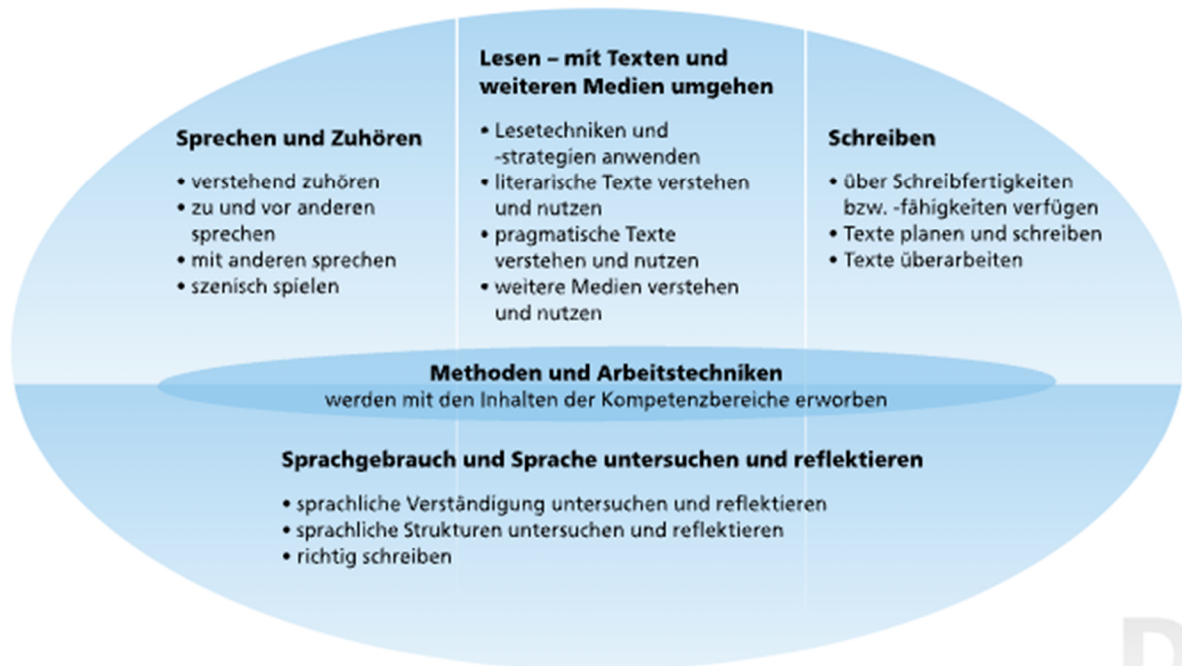 Sprechen und Zuhören
• verstehend zuhören
• zu und vor anderen
sprechen
• mit anderen sprechen
• szenisch spielen
Lesen – mit Texten und
weiteren Medien umgehen
• Lesetechniken und
-strategien anwenden
• literarische Texte verstehen
und nutzen
• pragmatische Texte
verstehen und nutzen
• weitere Medien verstehen
und nutzen
Schreiben
• über Schreibfertigkeiten
bzw. -fähigkeiten verfügen
• Texte planen und schreiben
• Texte überarbeiten
Methoden und Arbeitstechniken
werden mit den Inhalten der Kompetenzbereiche erworben
Sprachgebrauch und Sprache untersuchen und reflektieren
• sprachliche Verständigung untersuchen und reflektieren
• sprachliche Strukturen untersuchen und reflektieren
• richtig schreiben